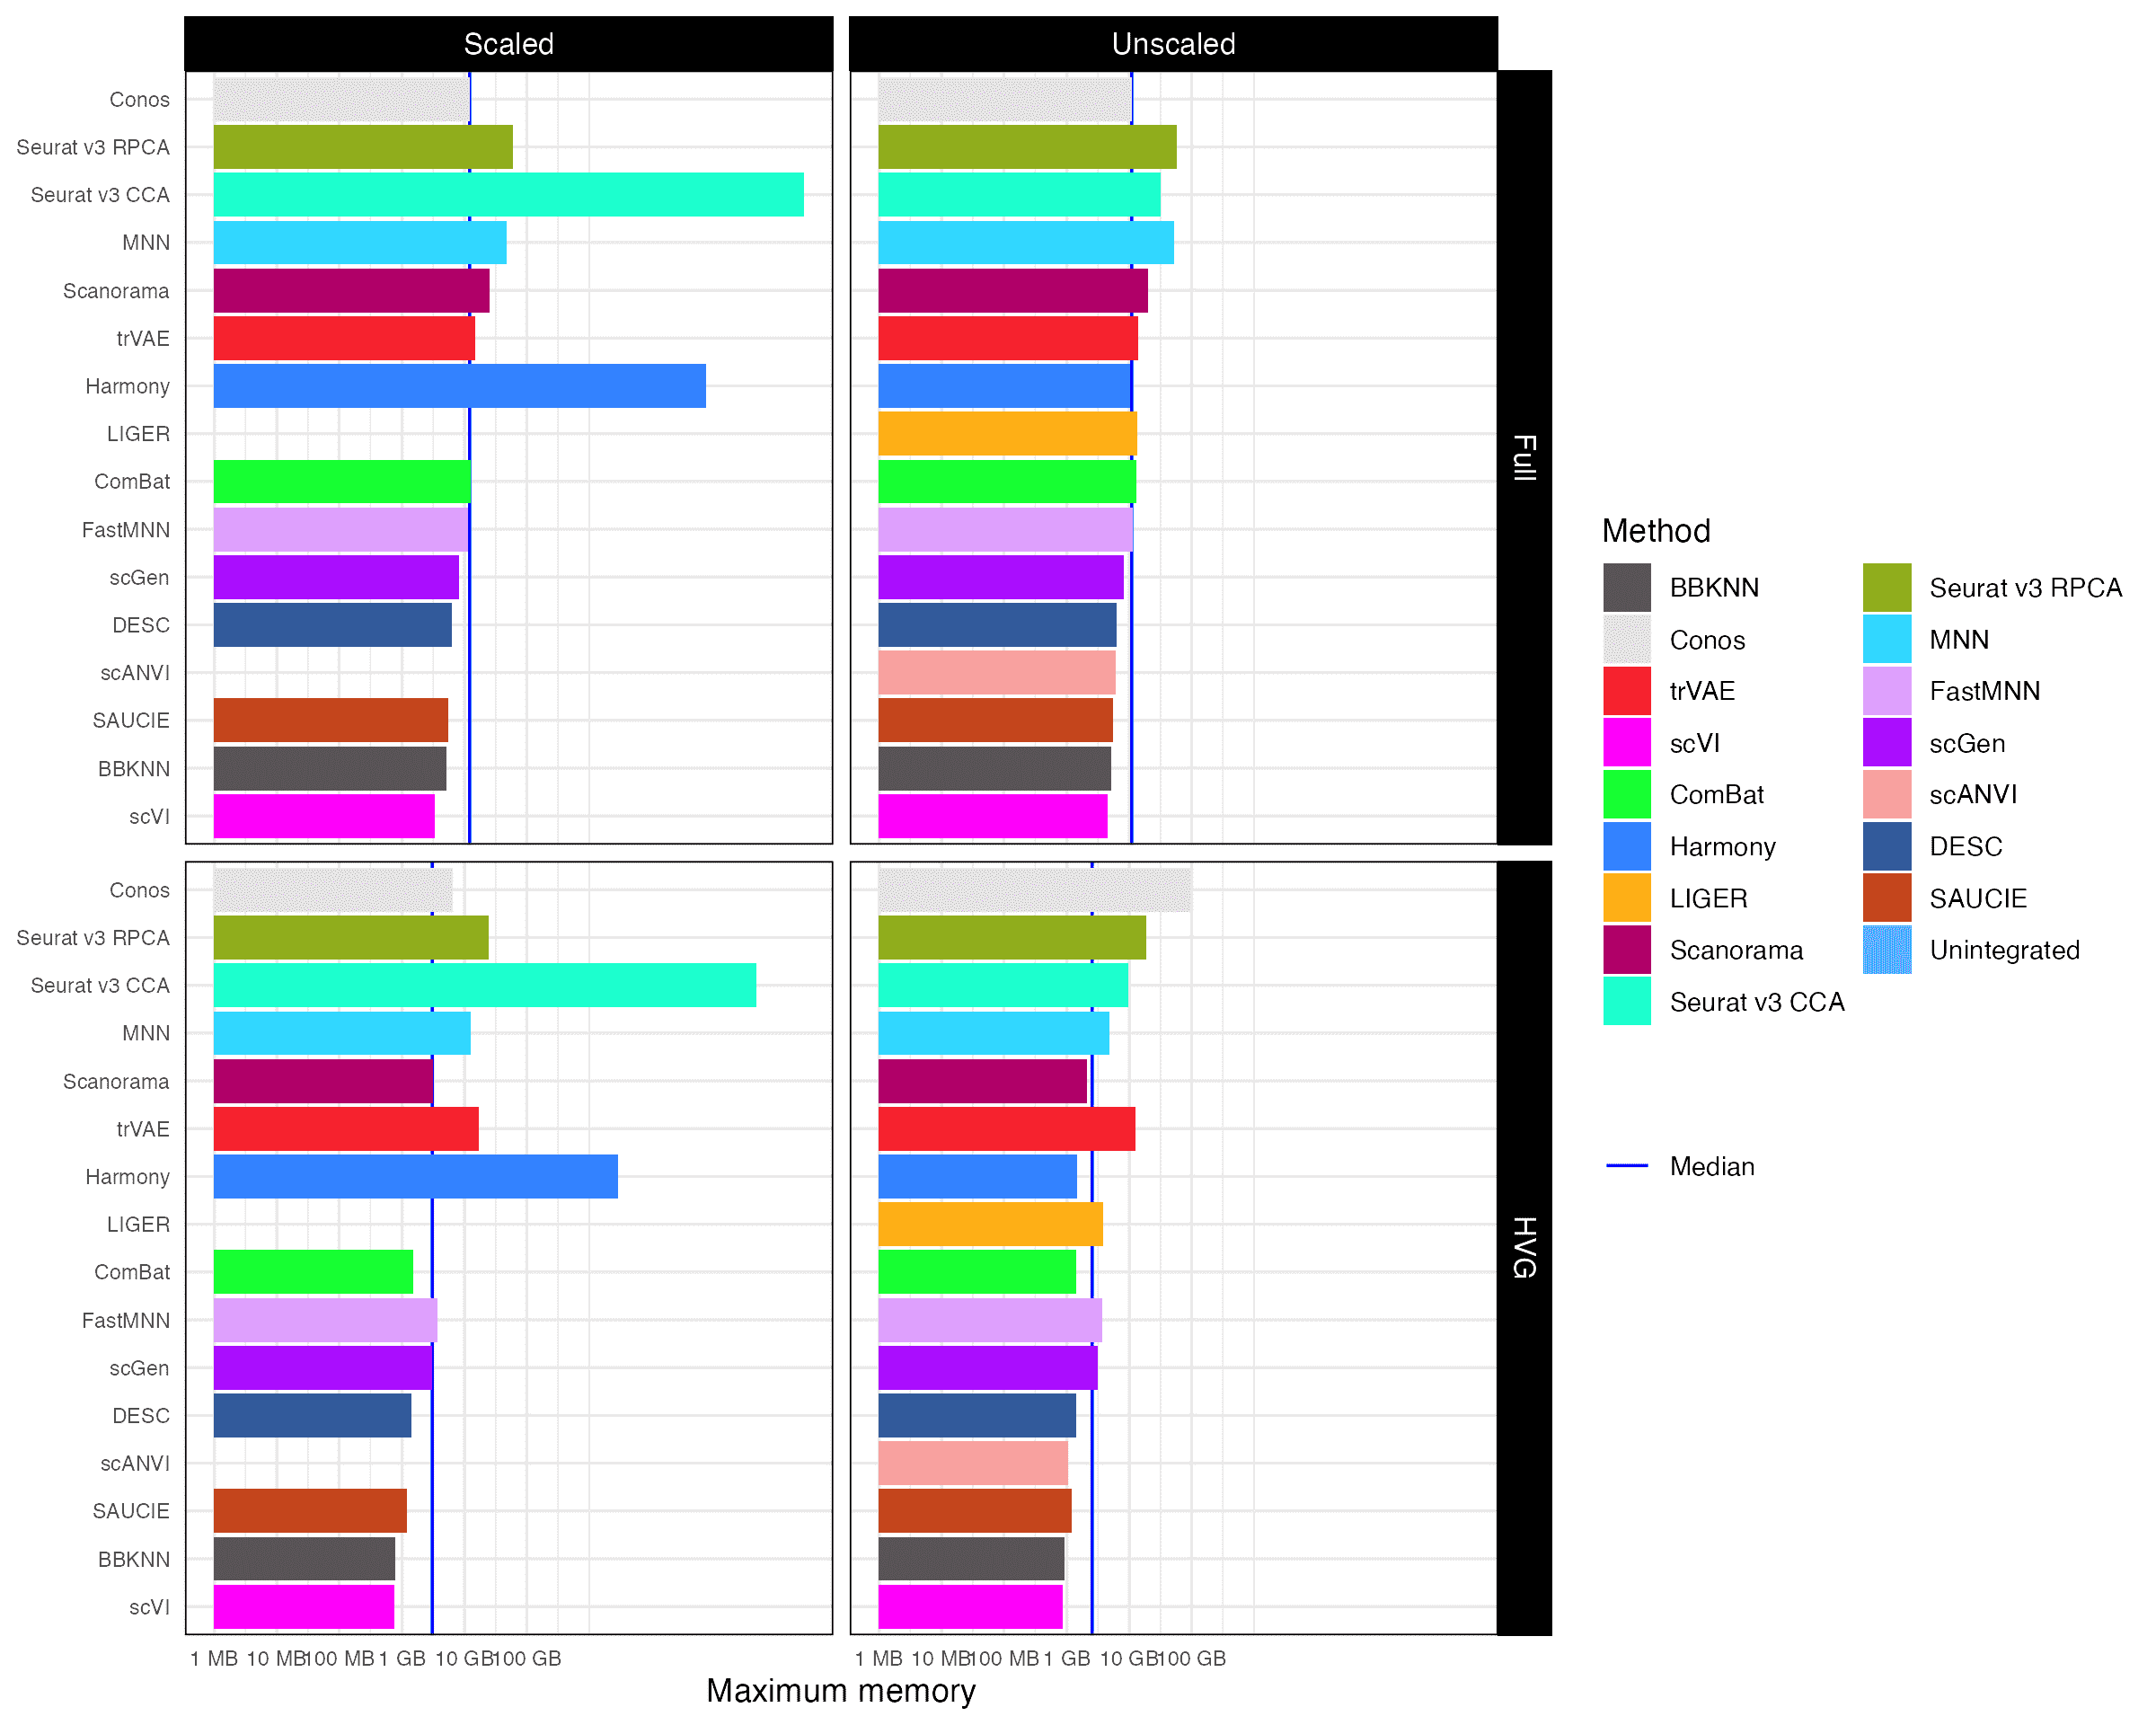 Scaled
Unscaled
Conos
Seurat v3 RPCA
Seurat v3 CCA
MNN
Scanorama
trVAE
Harmony
LIGER
ComBat
FastMNN
scGen
DESC
scANVI
SAUCIE
BBKNN
scVI
Full
Conos
Seurat v3 RPCA
Seurat v3 CCA
MNN
Scanorama
trVAE
Harmony
LIGER
ComBat
FastMNN
scGen
DESC
scANVI
SAUCIE
BBKNN
scVI
HVG
1 MB 10 MB 100 MB 1 GB 10 GB 100 GB
1 MB 10 MB 100 MB 1 GB 10 GB 100 GB
Maximum memory
Method
BBKNN
Conos
trVAE
scVI
ComBat
Harmony
LIGER
Scanorama
Seurat v3 CCA
Seurat v3 RPCA
MNN
FastMNN
scGen
scANVI
DESC
SAUCIE
Unintegrated
Median